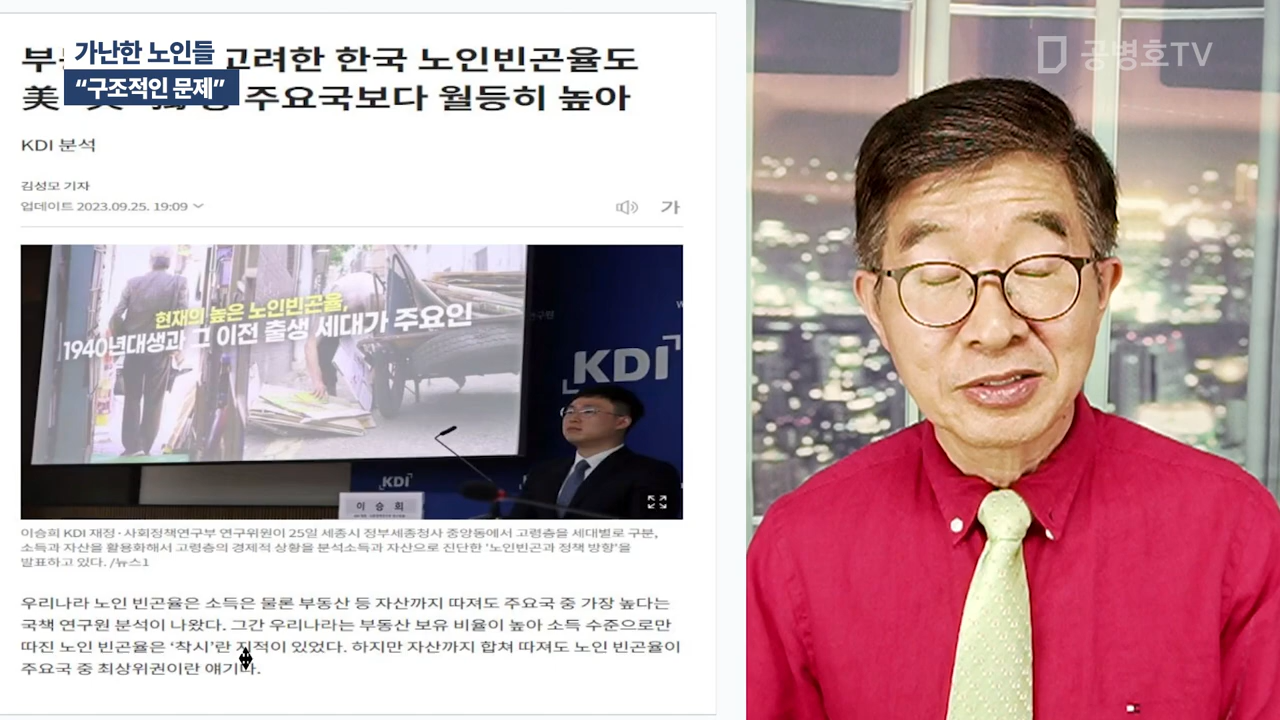 가난한 노인들
“구조적인 문제”
고려한 한국 노인빈곤율도
주요국보다 월등히 높아
KDI 분석
김성모 기자
업데이트 2023.09.25. 19:09
가
현재의 높은 노인빈곤율,
1940년대생과 그 이전 출생 세대가 주요인
KDI
KDI
이 승 희
이승희 KDI 재정·사회정책연구부 연구위원이 25일 세종시 정부세종청사 중앙동에서 고령층을 세대별로 구분,
소득과 자산을 활용화해서 고령층의 경제적 상황을 분석소득과 자산으로 진단한 '노인빈곤과 정책 방향'을
발표하고 있다. /뉴스1
우리나라 노인 빈곤율은 소득은 물론 부동산 등 자산까지 따져도 주요국 중 가장 높다는
국책 연구원 분석이 나왔다. 그간 우리나라는 부동산 보유 비율이 높아 소득 수준으로만
따진 노인 빈곤율은 ‘착시’란 지적이 있었다. 하지만 자산까지 합쳐 따져도 노인 빈곤율이
주요국 중 최상위권이란 얘기다.
공병호TV